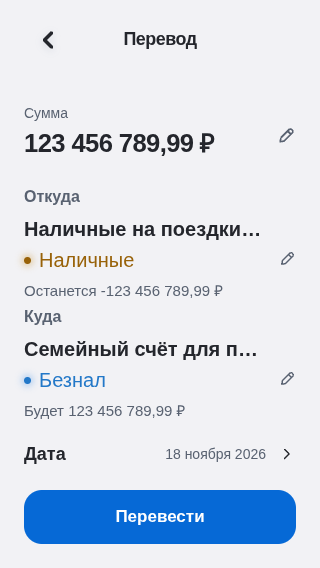 Перевод
Сумма
123 456 789,99 ₽
Откуда
Наличные на поездки…
Наличные
Останется -123 456 789,99 ₽
Куда
Семейный счёт для п…
Безнал
Будет 123 456 789,99 ₽
Дата 18 ноября 2026
Перевести